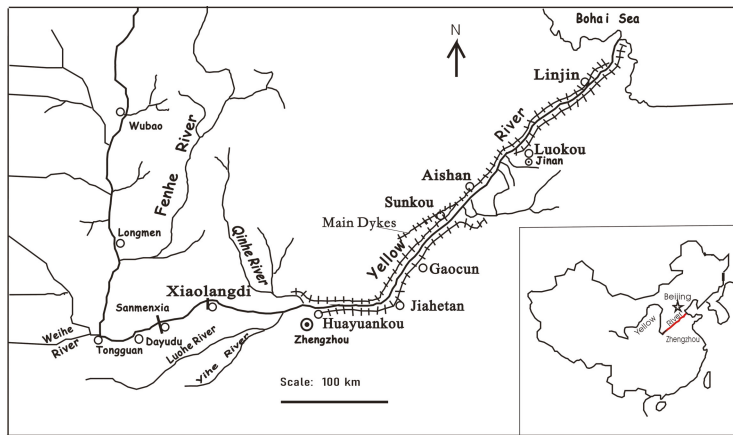 Bohai Sea
N
Linjin
Wubao
Fenhe River
River
Luokou
Jinan
Aishan
Sunkou
Main Dykes
Longmen
Qinhe River
Yellow
Gaocun
Xiaolangdi
Jiahetan
Sanmenxia
Huayuankou
Weihe
River
Tongguan
Dayudu
Luohe River
Zhengzhou
Yihe River
Scale: 100 km
Beijing
Yellow
River
Zhengzhou